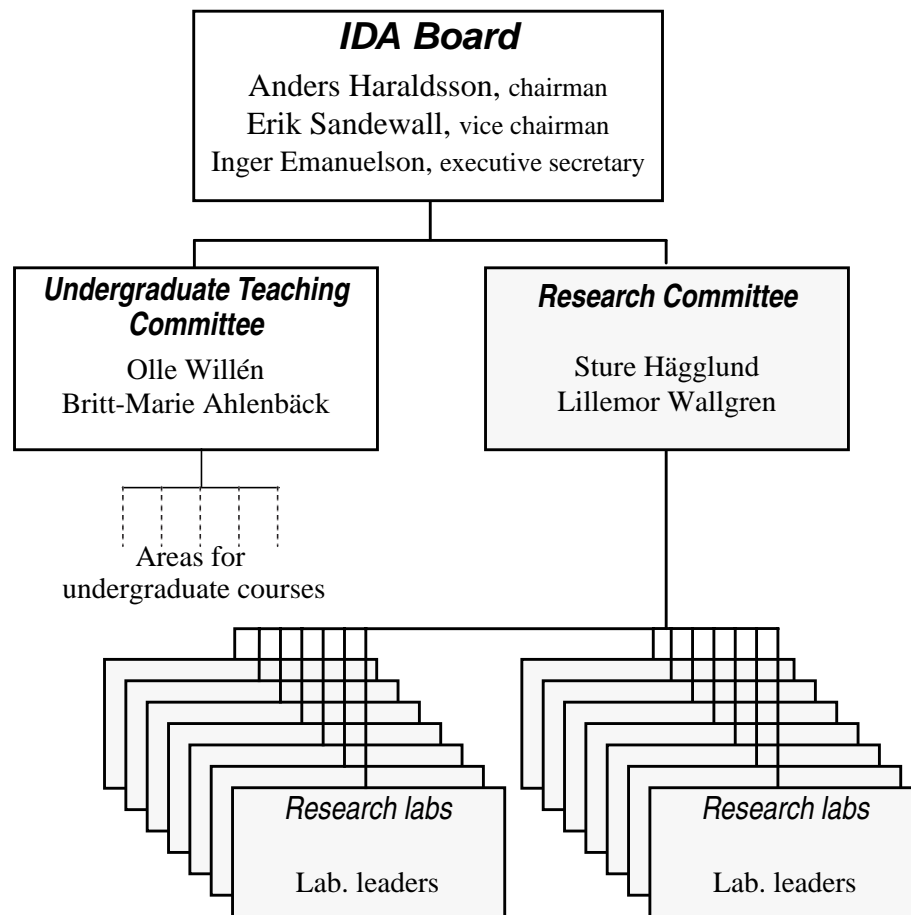 IDA Board
Anders Haraldsson, chairman
Erik Sandewall, vice chairman
Inger Emanuelson, executive secretary
Undergraduate Teaching
Committee
Olle Willén
Britt-Marie Ahlenbäck
Research Committee
Sture Hägglund
Lillemor Wallgren
Areas for
undergraduate courses
Research labs
Lab. leaders
Research labs
Lab. leaders